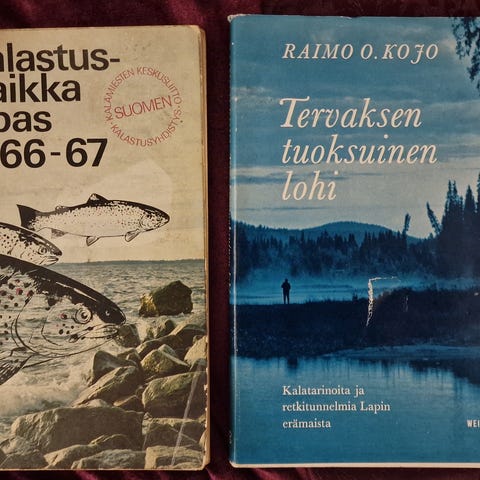 alastus-
aikka
pas
66-67
KALAMIESTEN KESKUSLIITTO
SUOMEN
KALASTUSYHDISTYS
RAIMO O. KOJO
Tervaksen
tuoksuinen
lohi
Kalatarinoita ja
retkitunnelmia Lapin
erämaista
WEI